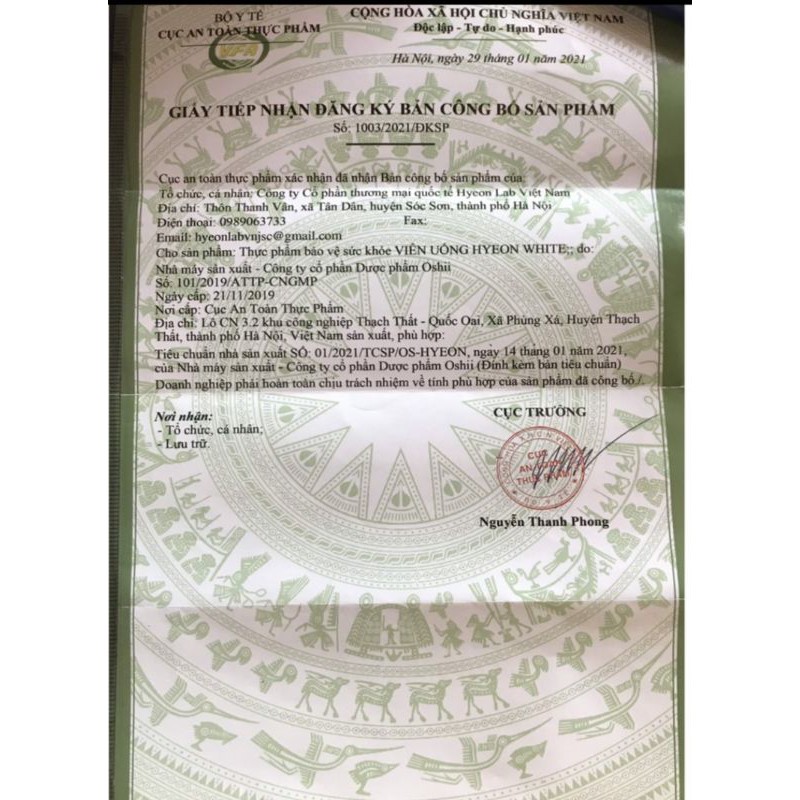 BỘ Y TẾ
CỤC AN TOÀN THỰC PHẨM
VFA
CỘNG HÒA XÃ HỘI CHỦ NGHĨA VIỆT NAM
Độc lập - Tự do - Hạnh phúc
Hà Nội, ngày 29 tháng 01 năm 2021
GIẤY TIẾP NHẬN ĐĂNG KÝ BẢN CÔNG BỐ SẢN PHẨM
Số: 1003/2021/ĐKSP
Cục an toàn thực phẩm xác nhận đã nhận Bản công bố sản phẩm của:
Tổ chức, cá nhân: Công ty Cổ phần thương mại quốc tế Hyeon Lab Việt Nam
Địa chỉ: Thôn Thanh Vân, xã Tân Dân, huyện Sóc Sơn, thành phố Hà Nội
Điện thoại: 0989063733 Fax:
Email: hyeonlabvnjsc@gmail.com
Cho sản phẩm: Thực phẩm bảo vệ sức khỏe VIÊN UỐNG HYEON WHITE;; do:
Nhà máy sản xuất - Công ty cổ phần Dược phẩm Oshii
Số: 101/2019/ATTP-CNGMP
Ngày cấp: 21/11/2019
Nơi cấp: Cục An Toàn Thực Phẩm
Địa chỉ: Lô CN 3.2 khu công nghiệp Thạch Thất - Quốc Oai, Xã Phùng Xá, Huyện Thạch
Thất, thành phố Hà Nội, Việt Nam sản xuất, phù hợp:
Tiêu chuẩn nhà sản xuất SỐ: 01/2021/TCSP/OS-HYEON, ngày 14 tháng 01 năm 2021,
của Nhà máy sản xuất - Công ty cổ phần Dược phẩm Oshii (Đính kèm bản tiêu chuẩn)
Doanh nghiệp phải hoàn toàn chịu trách nhiệm về tính phù hợp của sản phẩm đã công bố /.
Nơi nhận:
- Tổ chức, cá nhân;
- Lưu trữ.
CỤC TRƯỞNG
CỤC
AN TOÀN
THỰC PHẨM
Nguyễn Thanh Phong